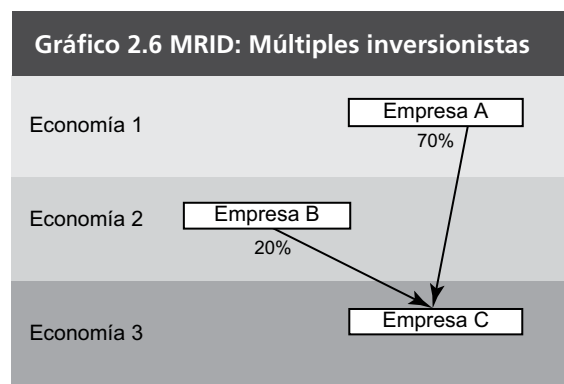 Gráfico 2.6 MRID: Múltiples inversionistas
Economía 1
Empresa A
70%
Economía 2
Empresa B
20%
Economía 3
Empresa C